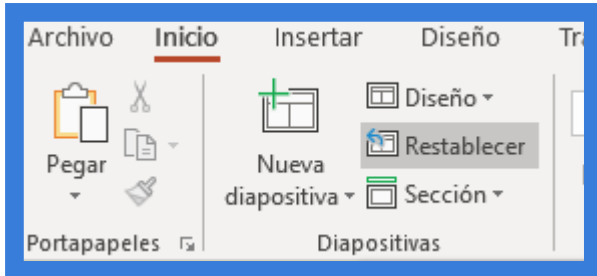 Archivo Inicio Insertar Diseño
Pegar
Nueva
diapositiva
Diseño
Restablecer
Sección
Portapapeles
Diapositivas